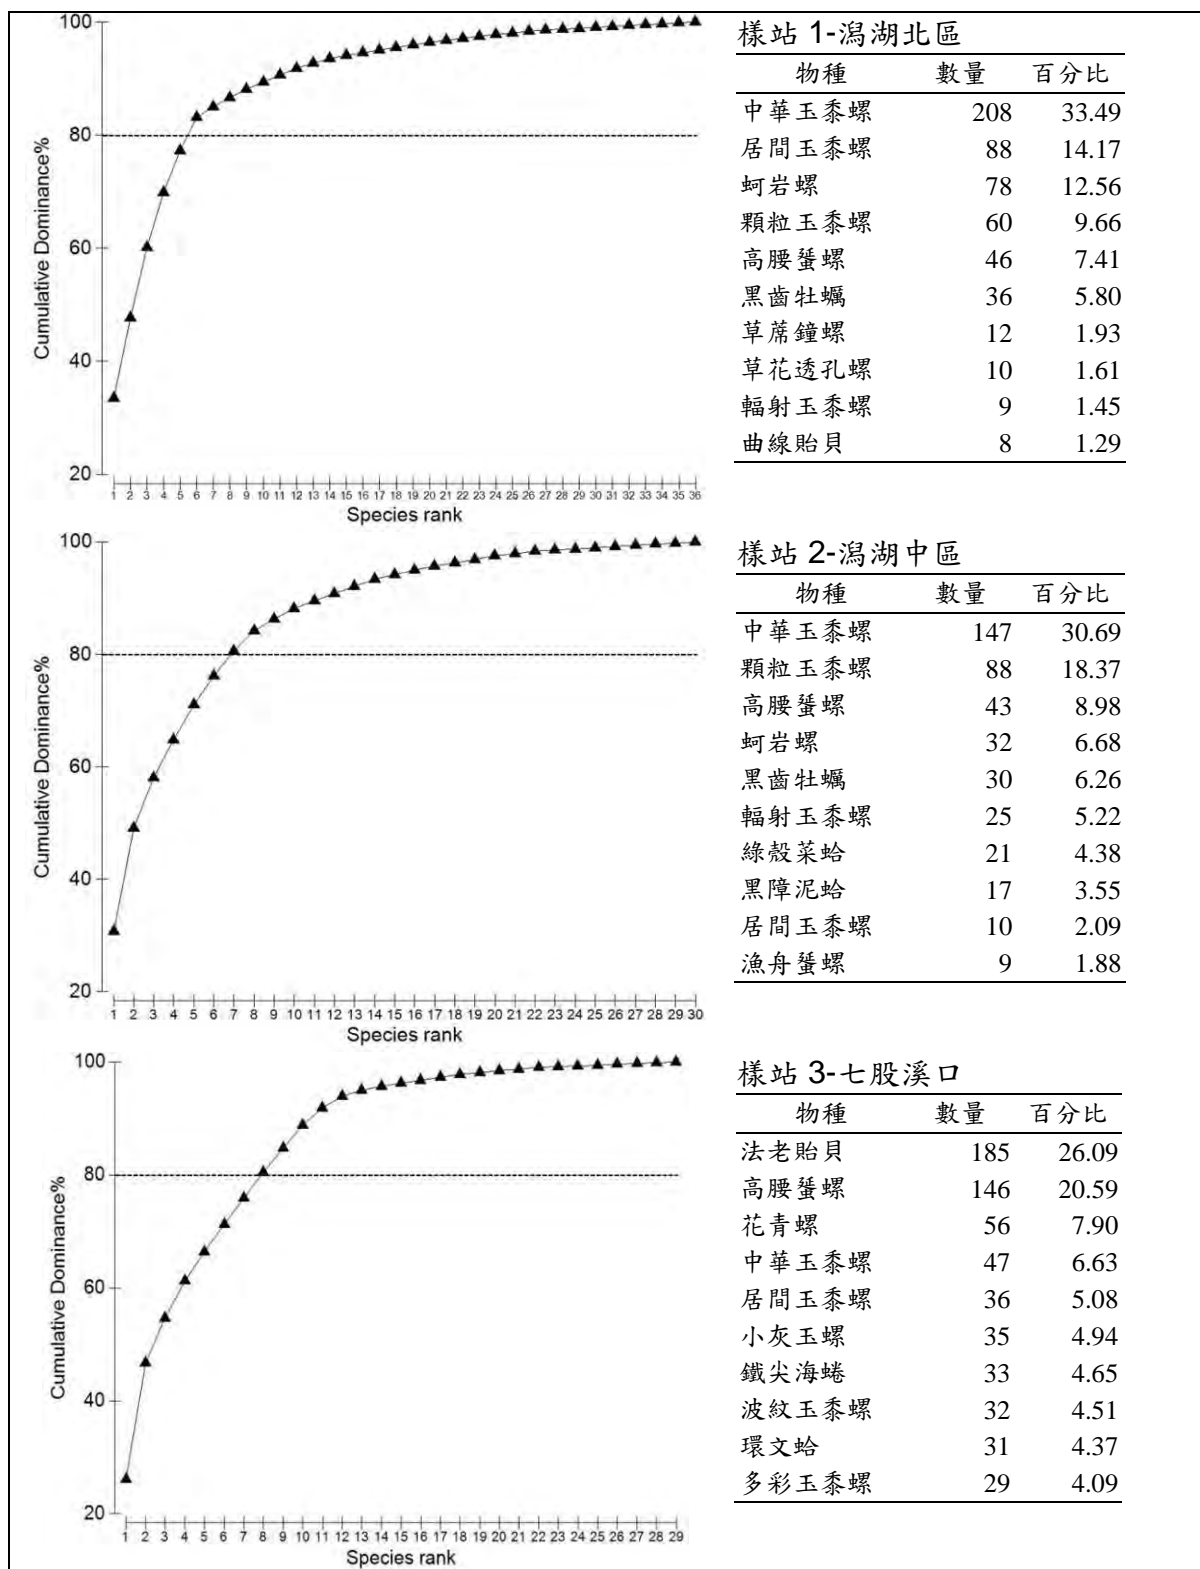 100
80
60
40
20
Cumulative Dominance%
1 2 3 4 5 6 7 8 9 10 11 12 13 14 15 16 17 18 19 20 21 22 23 24 25 26 27 28 29 30 31 32 33 34 35 36
Species rank
樣站 1-潟湖北區
物種 數量 百分比
中華玉黍螺 208 33.49
居間玉黍螺 88 14.17
蚵岩螺 78 12.56
顆粒玉黍螺 60 9.66
高腰蜑螺 46 7.41
黑齒牡蠣 36 5.80
草蓆鐘螺 12 1.93
草花透孔螺 10 1.61
輻射玉黍螺 9 1.45
曲線貽貝 8 1.29
100
80
60
40
20
Cumulative Dominance%
1 2 3 4 5 6 7 8 9 10 11 12 13 14 15 16 17 18 19 20 21 22 23 24 25 26 27 28 29 30
Species rank
樣站 2-潟湖中區
物種 數量 百分比
中華玉黍螺 147 30.69
顆粒玉黍螺 88 18.37
高腰蜑螺 43 8.98
蚵岩螺 32 6.68
黑齒牡蠣 30 6.26
輻射玉黍螺 25 5.22
綠殼菜蛤 21 4.38
黑障泥蛤 17 3.55
居間玉黍螺 10 2.09
漁舟蜑螺 9 1.88
100
80
60
40
20
Cumulative Dominance%
1 2 3 4 5 6 7 8 9 10 11 12 13 14 15 16 17 18 19 20 21 22 23 24 25 26 27 28 29
Species rank
樣站 3-七股溪口
物種 數量 百分比
法老貽貝 185 26.09
高腰蜑螺 146 20.59
花青螺 56 7.90
中華玉黍螺 47 6.63
居間玉黍螺 36 5.08
小灰玉螺 35 4.94
鐵尖海蜷 33 4.65
波紋玉黍螺 32 4.51
環文蛤 31 4.37
多彩玉黍螺 29 4.09